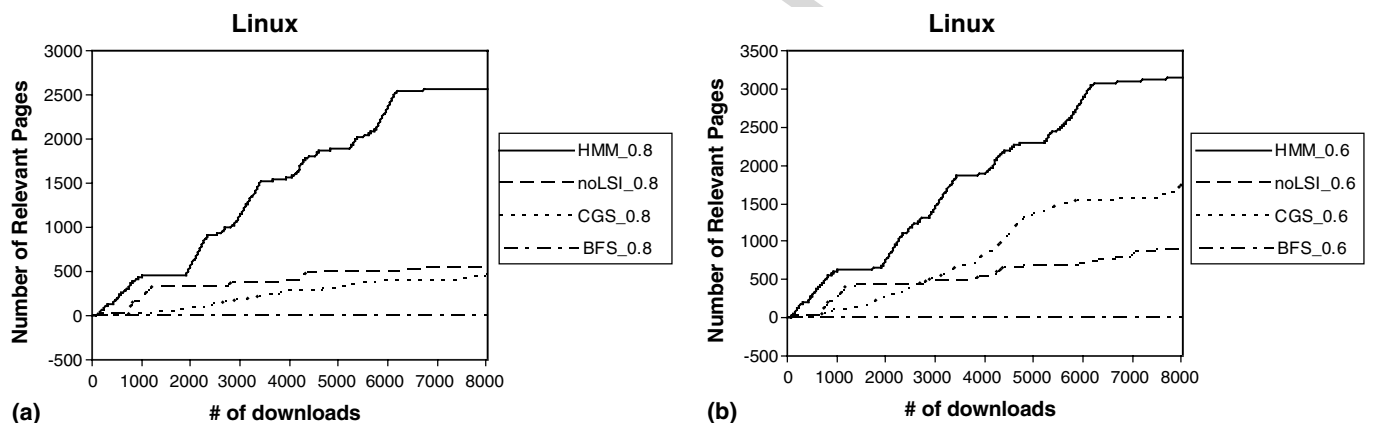 Linux
Number of Relevant Pages
3000
2500
2000
1500
1000
500
0
-500
0 1000 2000 3000 4000 5000 6000 7000 8000
# of downloads
(a)
HMM_0.8
noLSI_0.8
CGS_0.8
BFS_0.8
Linux
Number of Relevant Pages
3500
3000
2500
2000
1500
1000
500
0
-500
0 1000 2000 3000 4000 5000 6000 7000 8000
# of downloads
(b)
HMM_0.6
noLSI_0.6
CGS_0.6
BFS_0.6